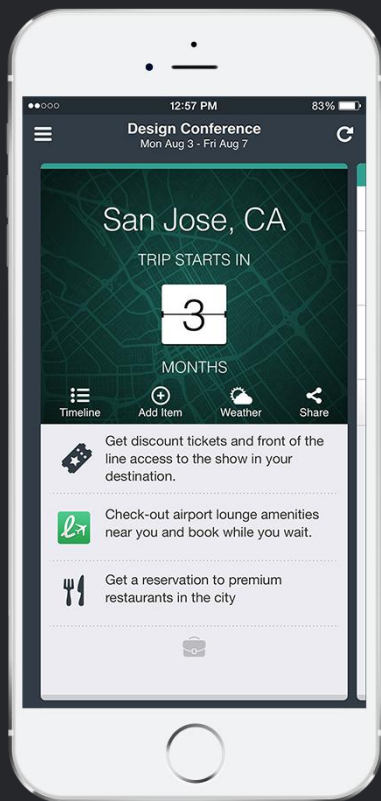 12:57 PM
83%
Design Conference
Mon Aug 3 - Fri Aug 7
San Jose, CA
TRIP STARTS IN
3
MONTHS
Timeline
Add Item
Weather
Share
Get discount tickets and front of the
line access to the show in your
destination.
Check-out airport lounge amenities
near you and book while you wait.
Get a reservation to premium
restaurants in the city